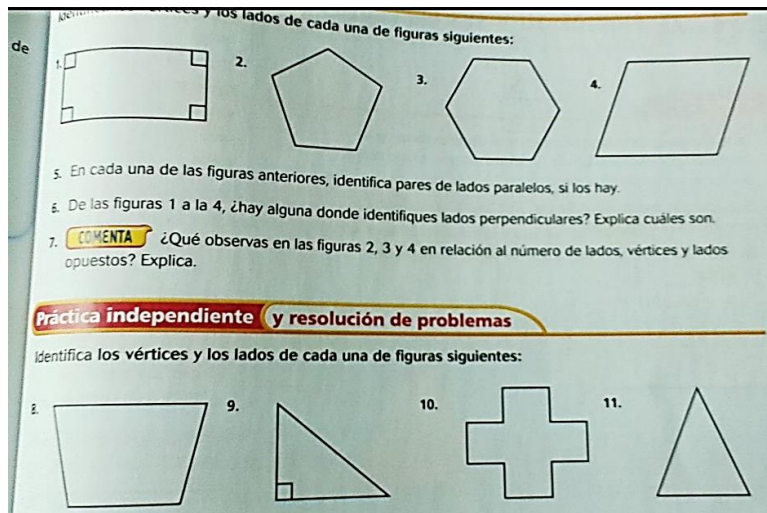 y los lados de cada una de figuras siguientes:
de
1.
2.
3.
4.
5. En cada una de las figuras anteriores, identifica pares de lados paralelos, si los hay.
6. De las figuras 1 a la 4, ¿hay alguna donde identifiques lados perpendiculares? Explica cuáles son.
7. COMENTA ¿Qué observas en las figuras 2, 3 y 4 en relación al número de lados, vértices y lados
opuestos? Explica.
Práctica independiente y resolución de problemas
Identifica los vértices y los lados de cada una de figuras siguientes:
8.
9.
10.
11.